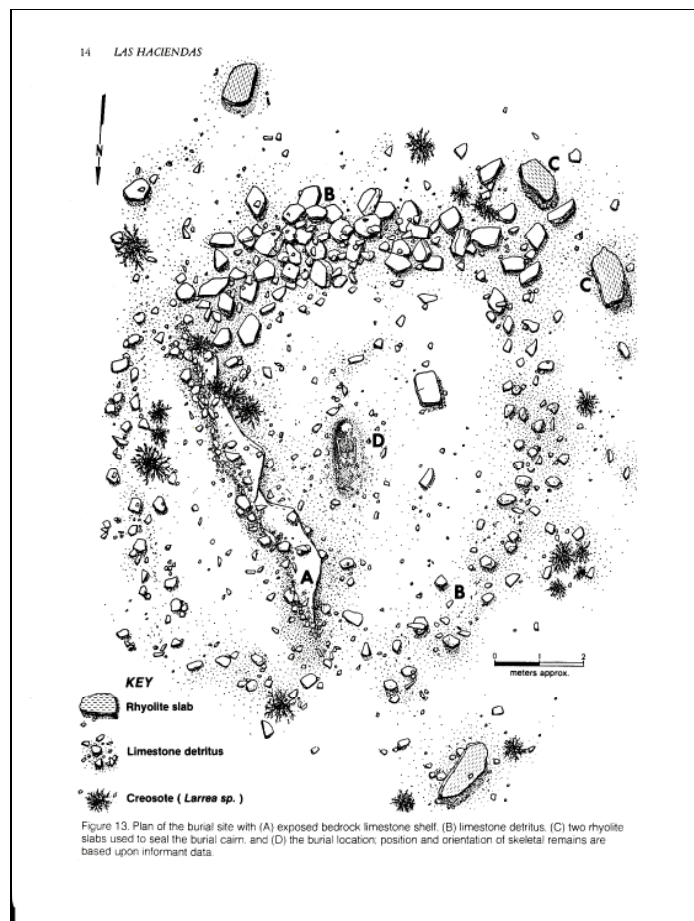 14 LAS HACIENDAS
N
B
C
C
D
A
B
0 1 2
meters approx.
KEY
Rhyolite slab
Limestone detritus
Creosote ( Larrea sp. )
Figure 13. Plan of the burial site with (A) exposed bedrock limestone shelf, (B) limestone detritus, (C) two rhyolite
slabs used to seal the burial cairn, and (D) the burial location; position and orientation of skeletal remains are
based upon informant data.